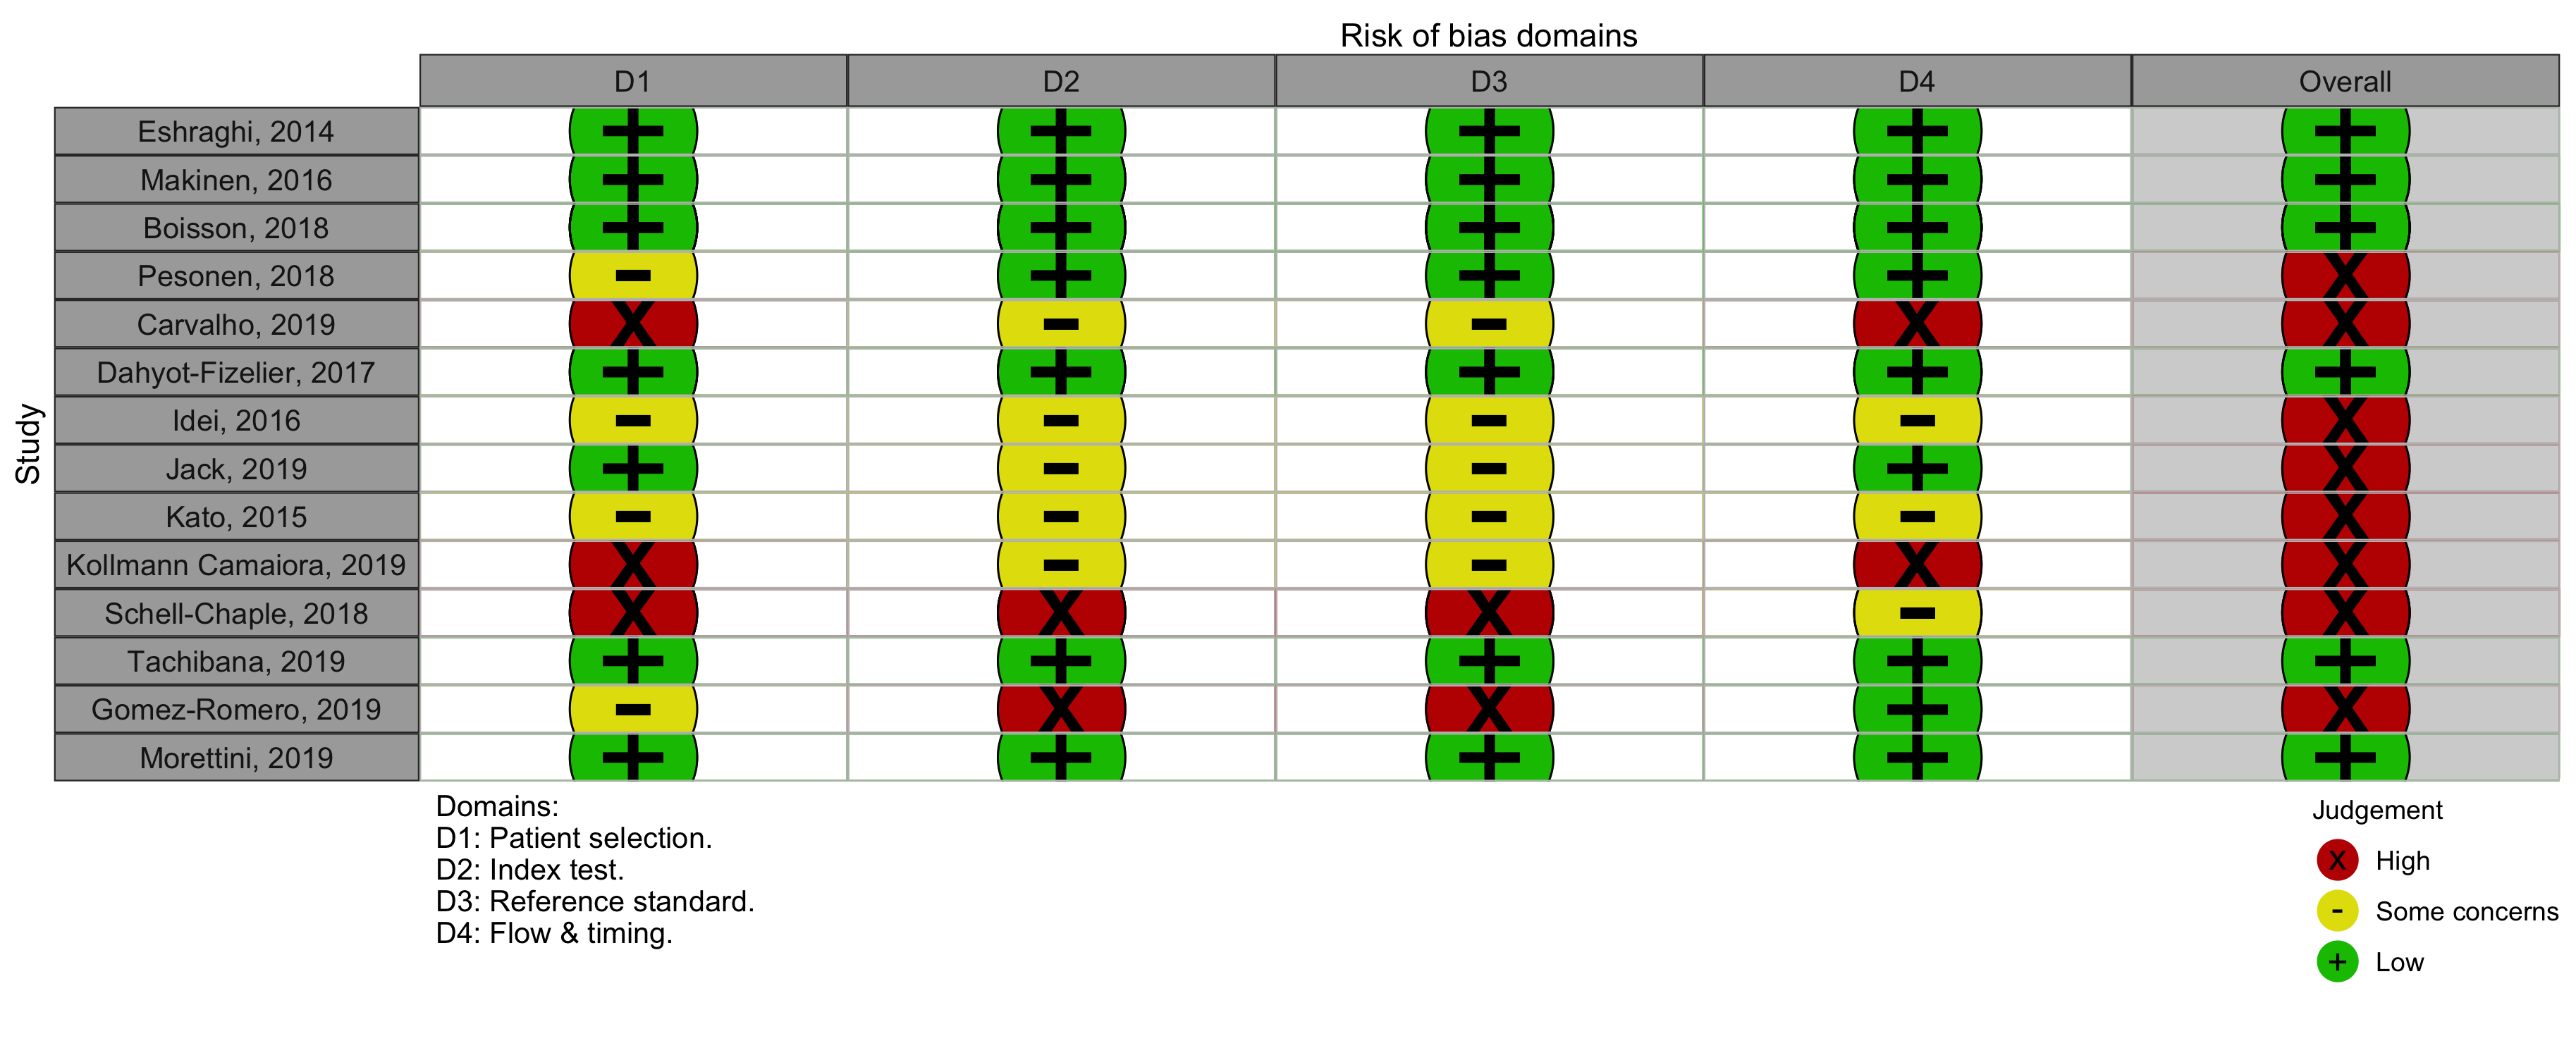 Risk of bias domains
D1 D2 D3 D4 Overall
Study
Eshraghi, 2014 + + + + +
Makinen, 2016 + + + + +
Boisson, 2018 + + + + +
Pesonen, 2018 - + + + X
Carvalho, 2019 X - - X X
Dahyot-Fizelier, 2017 + + + + +
Idei, 2016 - - - - X
Jack, 2019 + - - + X
Kato, 2015 - - - - X
Kollmann Camaiora, 2019 X - - X X
Schell-Chaple, 2018 X X X - X
Tachibana, 2019 + + + + +
Gomez-Romero, 2019 - X X + X
Morettini, 2019 + + + + +
Domains:
D1: Patient selection.
D2: Index test.
D3: Reference standard.
D4: Flow & timing.
Judgement
X High
- Some concerns
+ Low